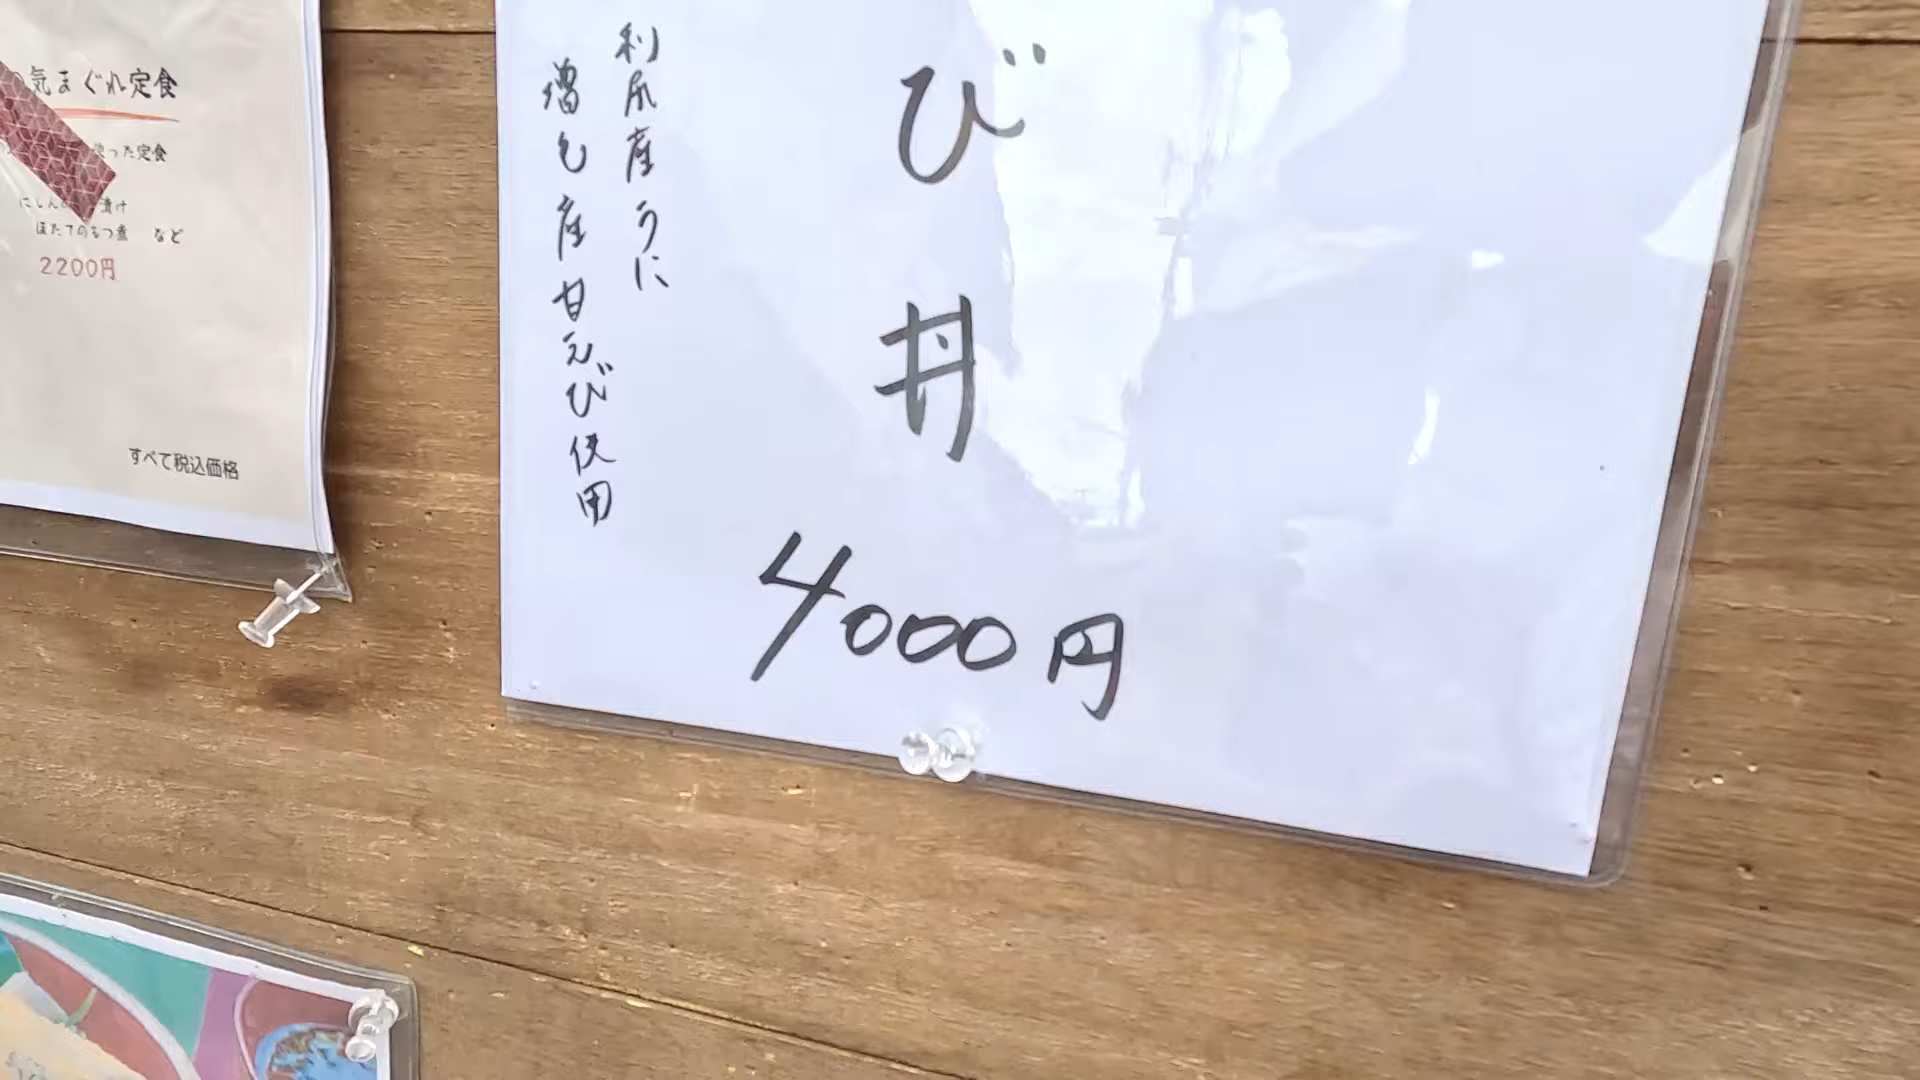 の気まぐれ定食
使った定食
漬け
ほたてのもつ煮 など
2200円
すべて税込価格
び丼
利尻産うに
増毛産甘えび使用
4000円